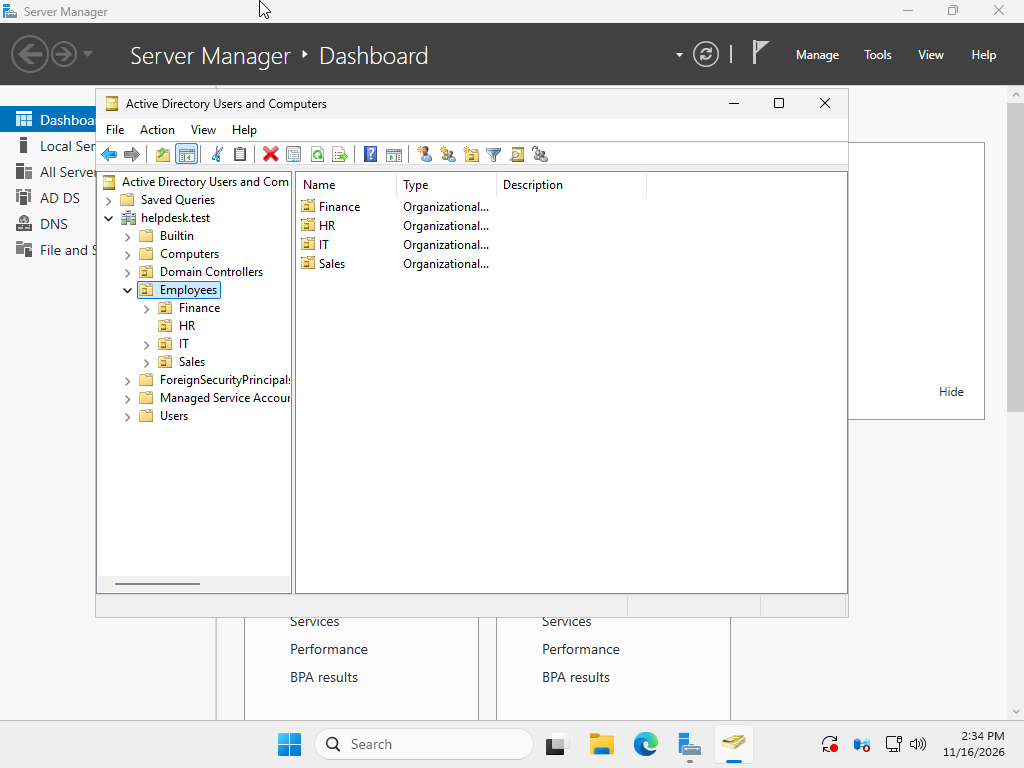 Server Manager
Server Manager ‣ Dashboard
Manage Tools View Help
Dashboa
Local Ser
All Server
AD DS
DNS
File and S
Active Directory Users and Computers
File Action View Help
Active Directory Users and Com
Saved Queries
helpdesk.test
Builtin
Computers
Domain Controllers
Employees
Finance
HR
IT
Sales
ForeignSecurityPrincipals
Managed Service Accour
Users
Name Type Description
Finance Organizational...
HR Organizational...
IT Organizational...
Sales Organizational...
Hide
Services Services
Performance Performance
BPA results BPA results
Search
2:34 PM
11/16/2026